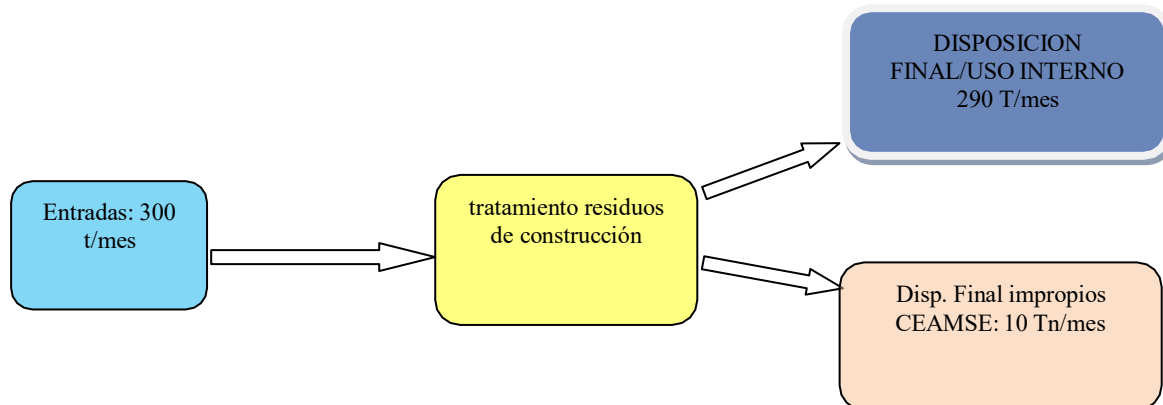 DISPOSICION
FINAL/USO INTERNO
290 T/mes
Entradas: 300
t/mes
tratamiento residuos
de construcción
Disp. Final impropios
CEAMSE: 10 Tn/mes